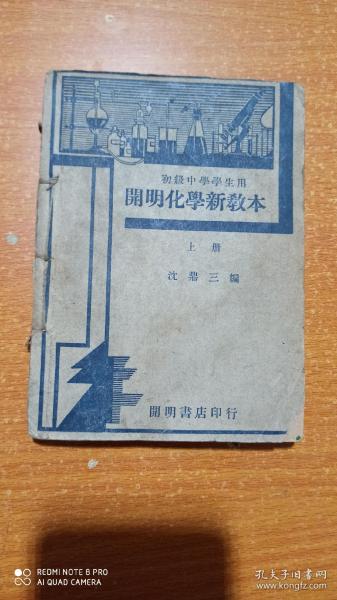 初級中學學生用
開明化學新教本
上册
沈鼎三編
開明書店印行
REDMI NOTE 8 PRO
AI QUAD CAMERA
孔夫子旧书网
www.kongfz.com